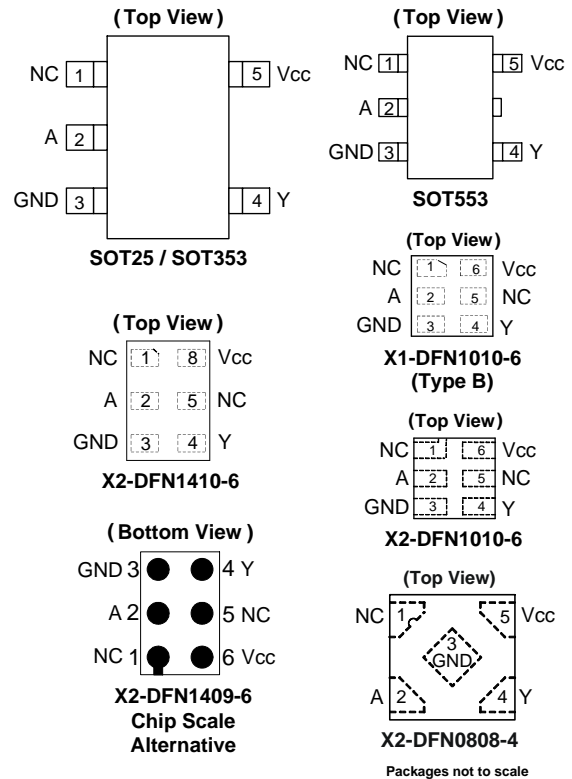 (Top View)
NC 1 5 Vcc
A 2
GND 3 4 Y
SOT25 / SOT353
(Top View)
NC 1 5 Vcc
A 2
GND 3 4 Y
SOT553
(Top View)
NC 1 6 Vcc
A 2 5 NC
GND 3 4 Y
X1-DFN1010-6
(Type B)
(Top View)
NC 1 8 Vcc
A 2 5 NC
GND 3 4 Y
X2-DFN1410-6
(Top View)
NC 1 6 Vcc
A 2 5 NC
GND 3 4 Y
X2-DFN1010-6
(Bottom View)
GND 3 4 Y
A 2 5 NC
NC 1 6 Vcc
X2-DFN1409-6
Chip Scale
Alternative
(Top View)
NC 1 5 Vcc
3
GND
A 2 4 Y
X2-DFN0808-4
Packages not to scale